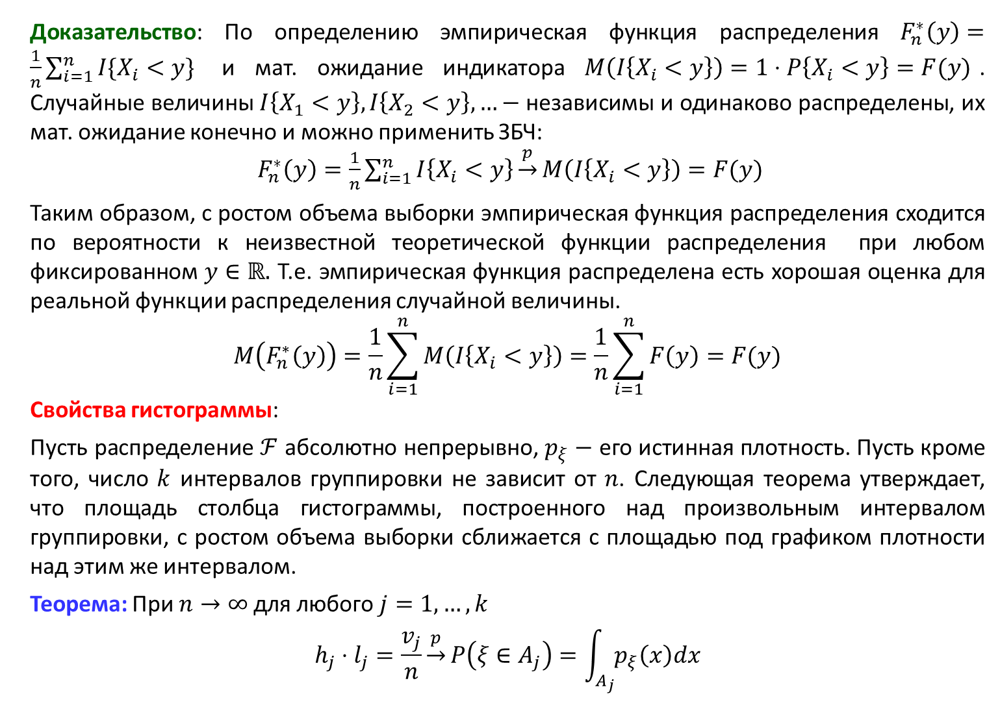 Доказательство: По определению эмпирическая функция распределения $F_n^*(y) =$
$\frac{1}{n}\sum_{i=1}^{n} I\{X_i < y\}$ и мат. ожидание индикатора $M(I\{X_i < y\}) = 1 \cdot P\{X_i < y\} = F(y)$ .
Случайные величины $I\{X_1 < y\}, I\{X_2 < y\}, \ldots -$ независимы и одинаково распределены, их
мат. ожидание конечно и можно применить ЗБЧ:
$F_n^*(y) = \frac{1}{n}\sum_{i=1}^{n} I\{X_i < y\} \xrightarrow{p} M(I\{X_i < y\}) = F(y)$
Таким образом, с ростом объема выборки эмпирическая функция распределения сходится
по вероятности к неизвестной теоретической функции распределения при любом
фиксированном $y \in \mathbb{R}$. Т.е. эмпирическая функция распределена есть хорошая оценка для
реальной функции распределения случайной величины.
$M(F_n^*(y)) = \frac{1}{n}\sum_{i=1}^{n} M(I\{X_i < y\}) = \frac{1}{n}\sum_{i=1}^{n} F(y) = F(y)$
Свойства гистограммы:
Пусть распределение $\mathcal{F}$ абсолютно непрерывно, $p_\xi -$ его истинная плотность. Пусть кроме
того, число $k$ интервалов группировки не зависит от $n$. Следующая теорема утверждает,
что площадь столбца гистограммы, построенного над произвольным интервалом
группировки, с ростом объема выборки сближается с площадью под графиком плотности
над этим же интервалом.
Теорема: При $n \to \infty$ для любого $j = 1, \ldots, k$
$h_j \cdot l_j = \frac{v_j}{n} \xrightarrow{p} P(\xi \in A_j) = \int_{A_j} p_\xi(x)dx$